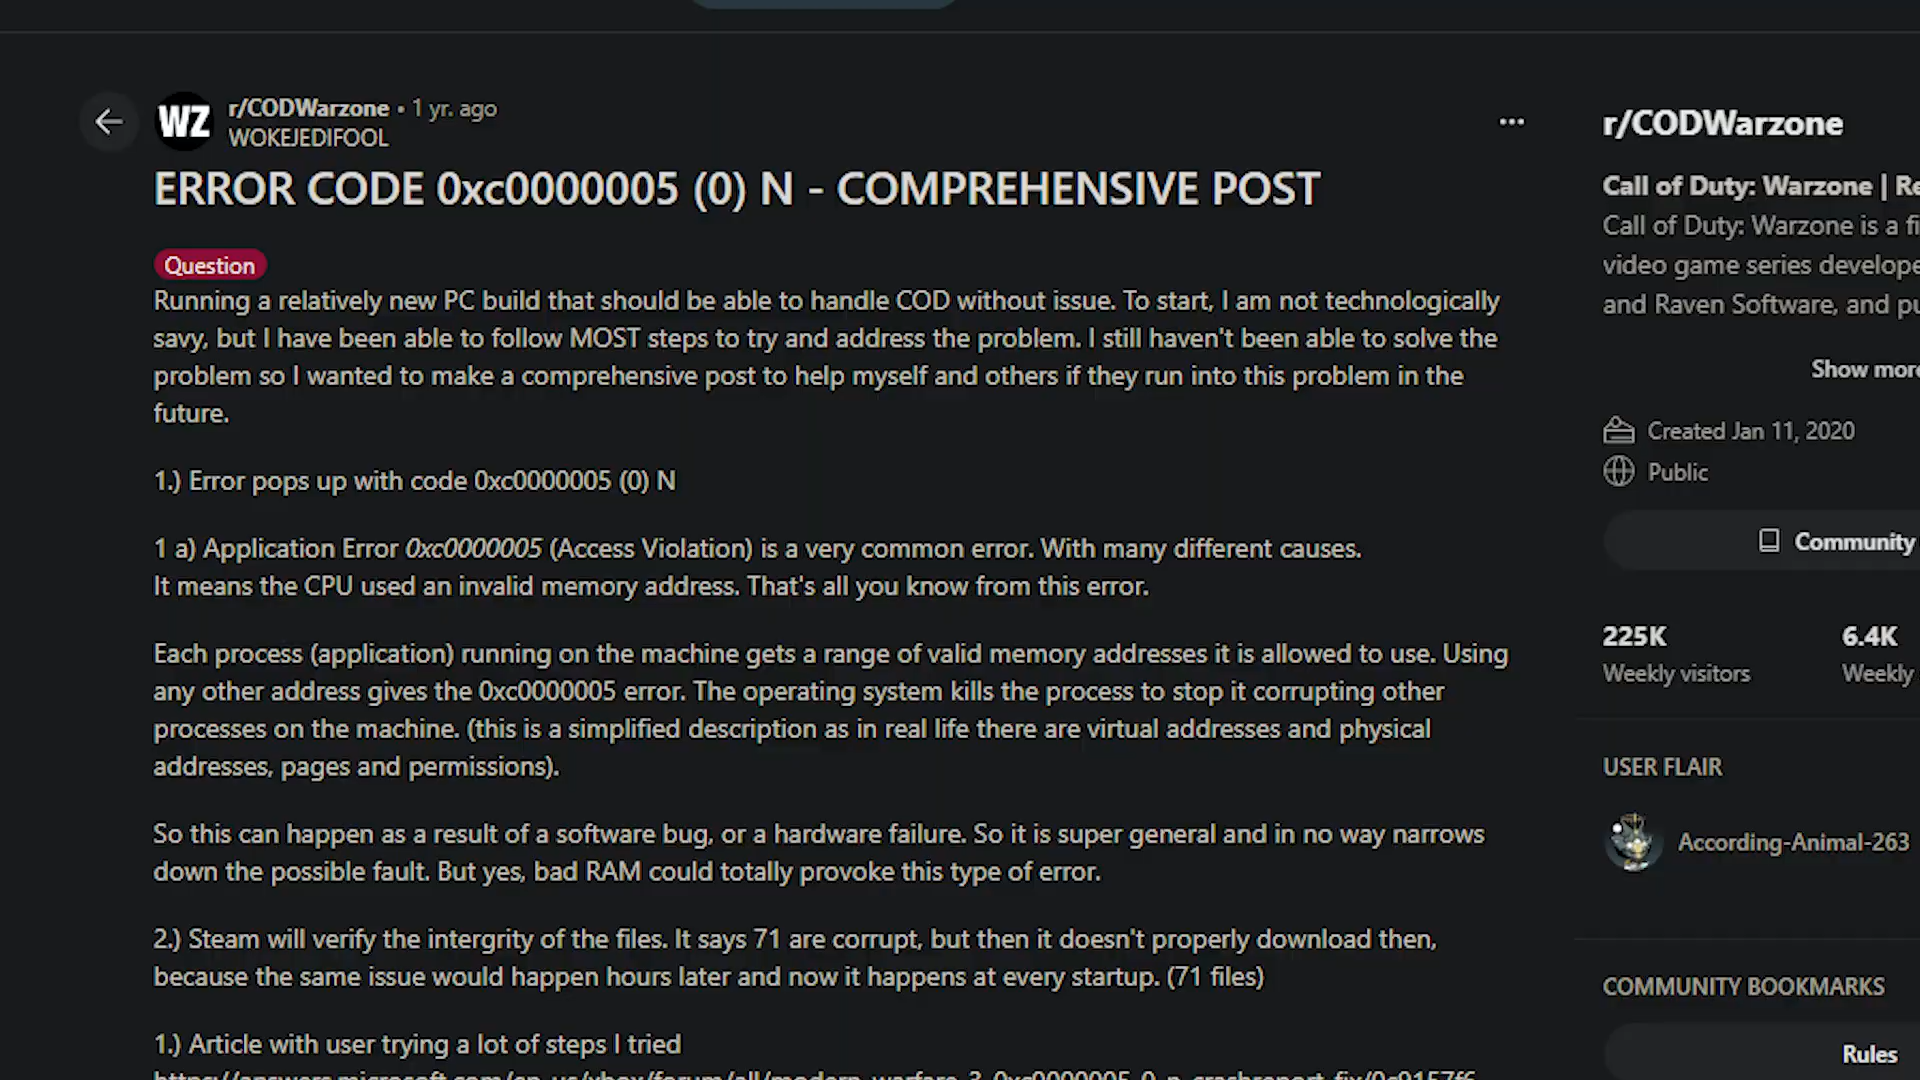 WZ
r/CODWarzone • 1 yr. ago
WOKEJEDIFOOL
ERROR CODE 0xc0000005 (0) N - COMPREHENSIVE POST
Question
Running a relatively new PC build that should be able to handle COD without issue. To start, I am not technologically
savy, but I have been able to follow MOST steps to try and address the problem. I still haven't been able to solve the
problem so I wanted to make a comprehensive post to help myself and others if they run into this problem in the
future.
1.) Error pops up with code 0xc0000005 (0) N
1 a) Application Error 0xc0000005 (Access Violation) is a very common error. With many different causes.
It means the CPU used an invalid memory address. That's all you know from this error.
Each process (application) running on the machine gets a range of valid memory addresses it is allowed to use. Using
any other address gives the 0xc0000005 error. The operating system kills the process to stop it corrupting other
processes on the machine. (this is a simplified description as in real life there are virtual addresses and physical
addresses, pages and permissions).
So this can happen as a result of a software bug, or a hardware failure. So it is super general and in no way narrows
down the possible fault. But yes, bad RAM could totally provoke this type of error.
2.) Steam will verify the intergrity of the files. It says 71 are corrupt, but then it doesn't properly download then,
because the same issue would happen hours later and now it happens at every startup. (71 files)
1.) Article with user trying a lot of steps I tried
r/CODWarzone
Call of Duty: Warzone | Re
Call of Duty: Warzone is a fi
video game series develope
and Raven Software, and pu
Show more
Created Jan 11, 2020
Public
Community
225K 6.4K
Weekly visitors Weekly
USER FLAIR
According-Animal-263
COMMUNITY BOOKMARKS
Rules